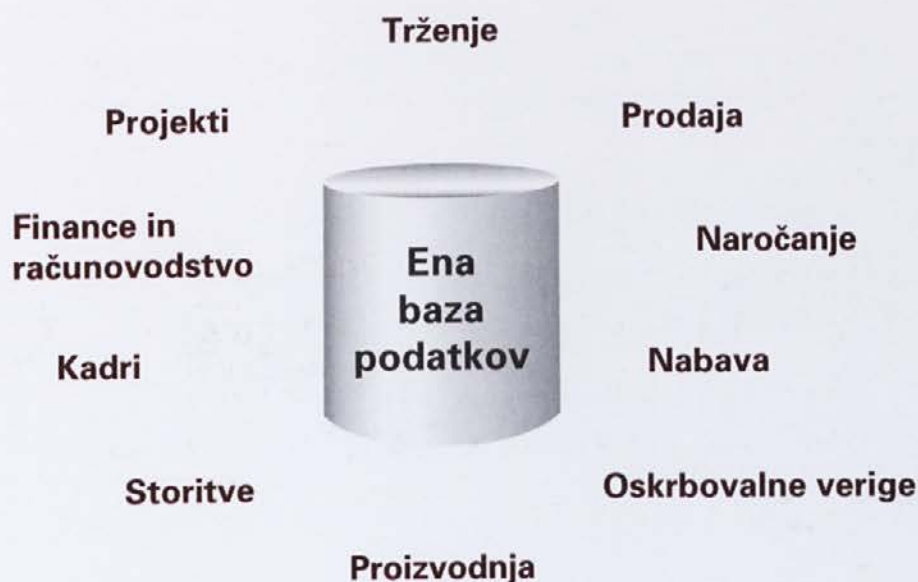 Trženje
Projekti
Prodaja
Finance in
računovodstvo
Naročanje
Ena
baza
podatkov
Kadri
Nabava
Storitve
Oskrbovalne verige
Proizvodnja